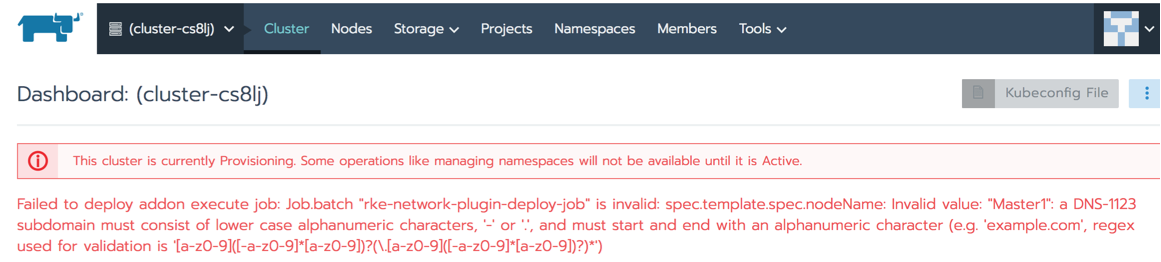 (cluster-cs8lj) Cluster Nodes Storage Projects Namespaces Members Tools
Dashboard: (cluster-cs8lj) Kubeconfig File
This cluster is currently Provisioning. Some operations like managing namespaces will not be available until it is Active.
Failed to deploy addon execute job: Job.batch "rke-network-plugin-deploy-job" is invalid: spec.template.spec.nodeName: Invalid value: "Master1": a DNS-1123
subdomain must consist of lower case alphanumeric characters, '-' or '.', and must start and end with an alphanumeric character (e.g. 'example.com', regex
used for validation is '[a-z0-9]([-a-z0-9]*[a-z0-9])?(\.[a-z0-9]([-a-z0-9]*[a-z0-9])?)*')